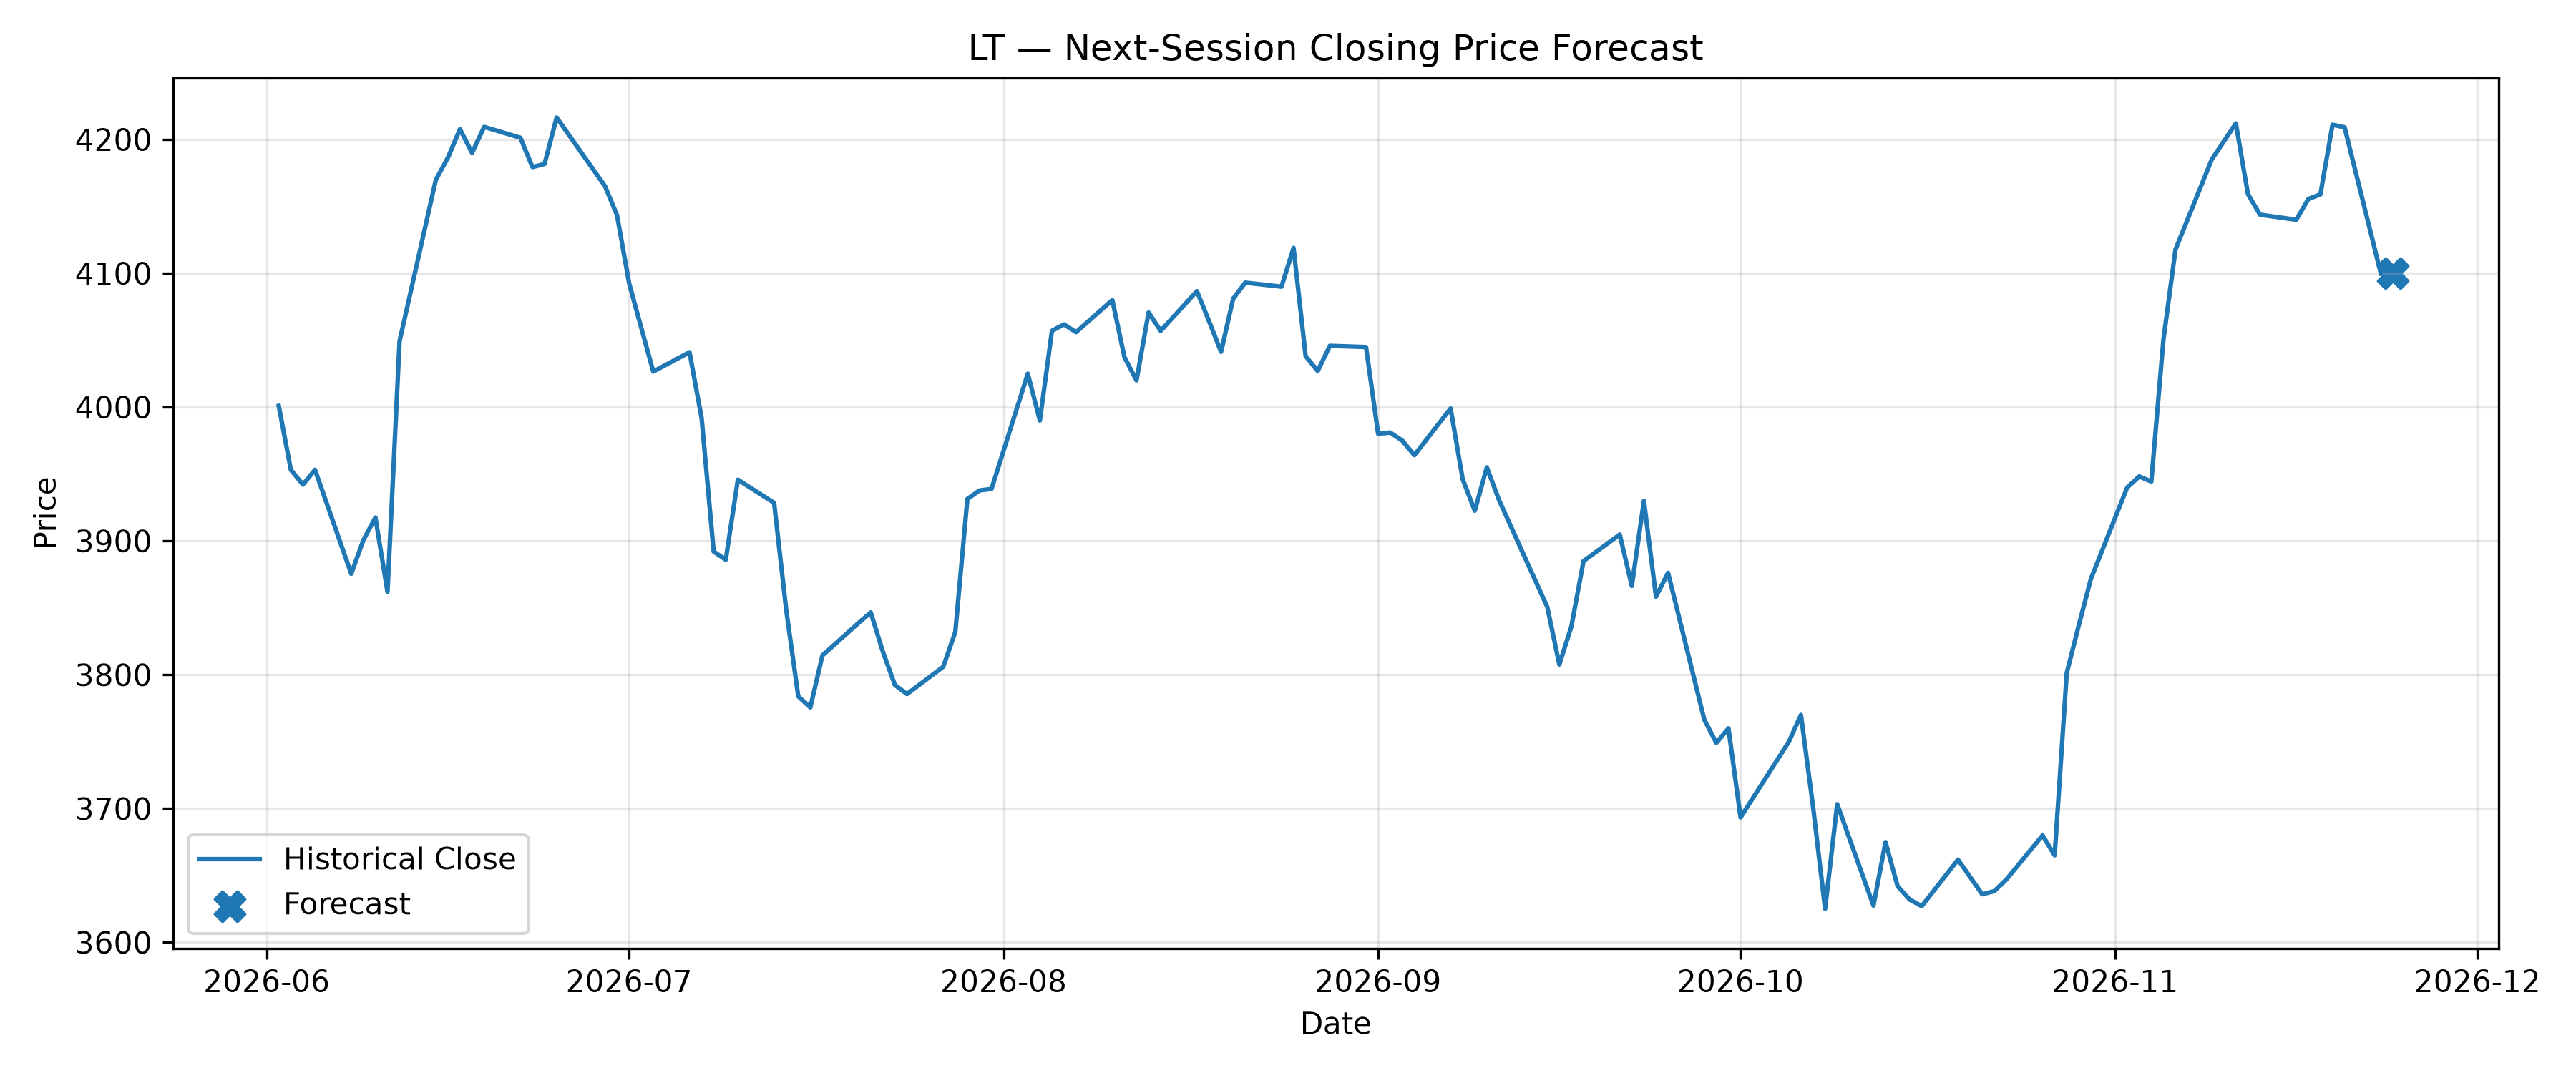 LT — Next-Session Closing Price Forecast
Price
4200
4100
4000
3900
3800
3700
3600
Historical Close
Forecast
2026-06 2026-07 2026-08 2026-09 2026-10 2026-11 2026-12
Date